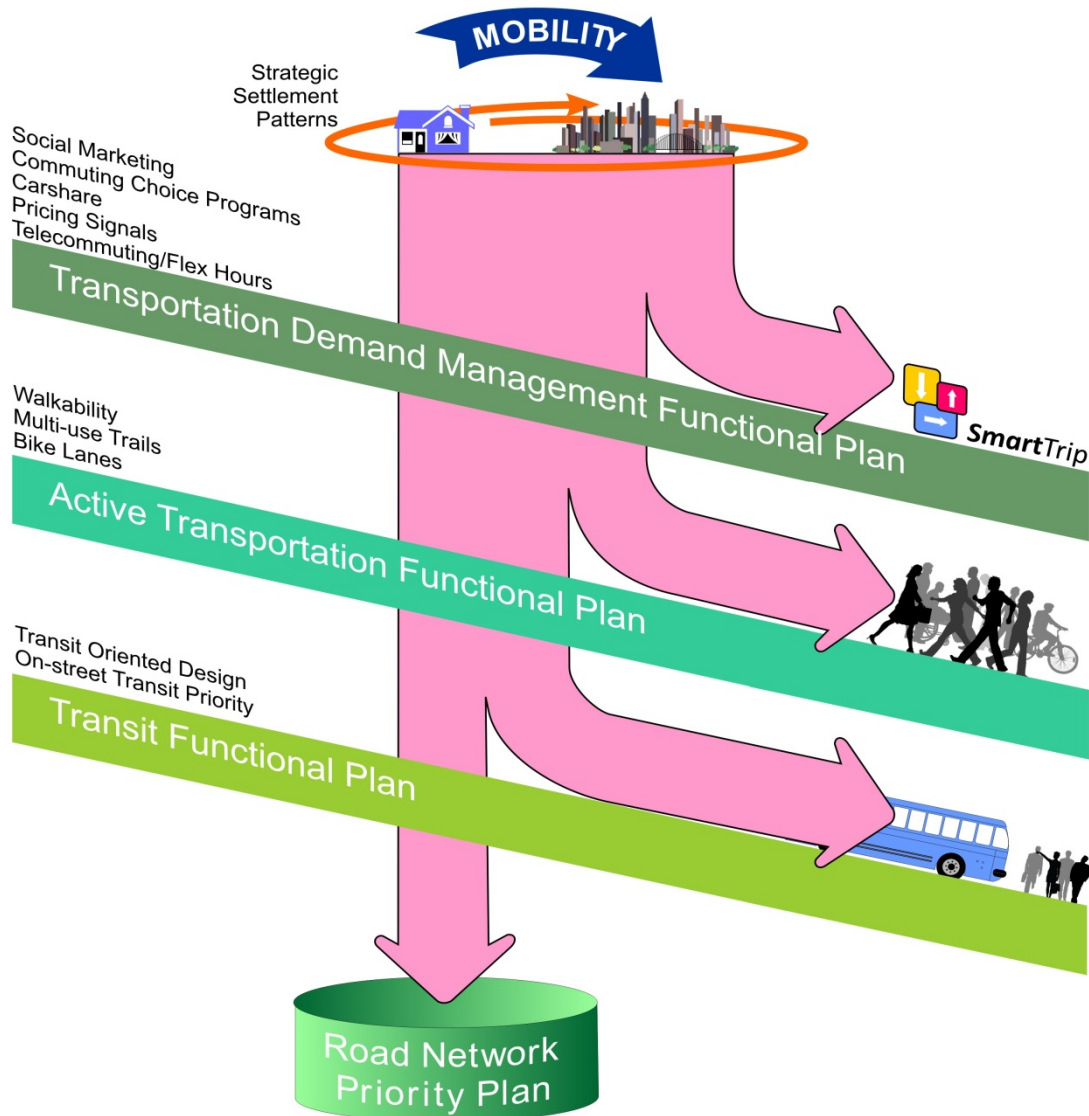 MOBILITY
Strategic
Settlement
Patterns
Social Marketing
Commuting Choice Programs
Carshare
Pricing Signals
Telecommuting/Flex Hours
Transportation Demand Management Functional Plan
SmartTrip
Walkability
Multi-use Trails
Bike Lanes
Active Transportation Functional Plan
Transit Oriented Design
On-street Transit Priority
Transit Functional Plan
Road Network
Priority Plan